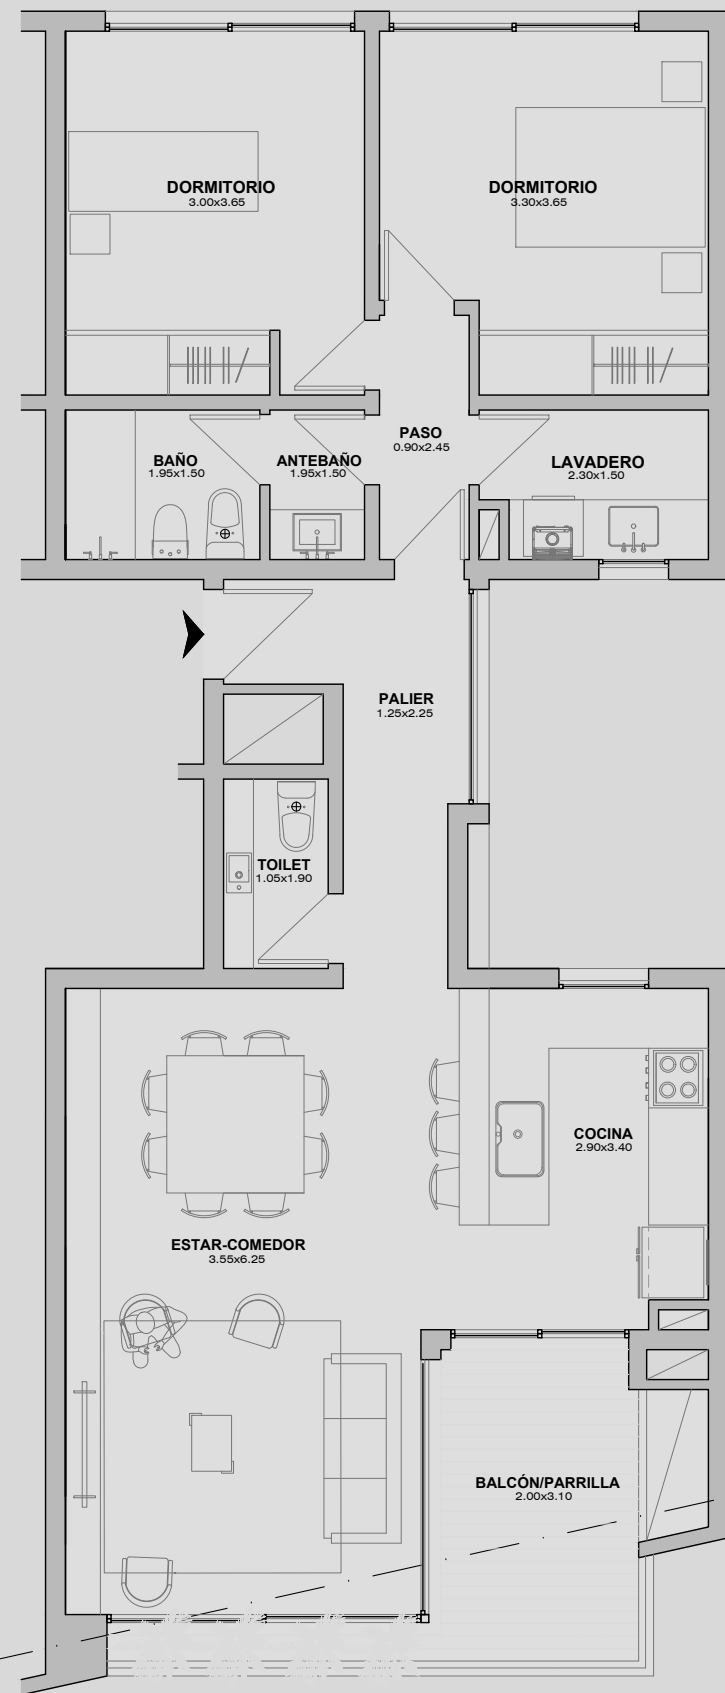 DORMITORIO
3.00x3.65
DORMITORIO
3.30x3.65
BAÑO
1.95x1.50
ANTEBAÑO
1.95x1.50
PASO
0.90x2.45
LAVADERO
2.30x1.50
PALIER
1.25x2.25
TOILET
1.05x1.90
COCINA
2.90x3.40
ESTAR-COMEDOR
3.55x6.25
BALCÓN/PARRILLA
2.00x3.10